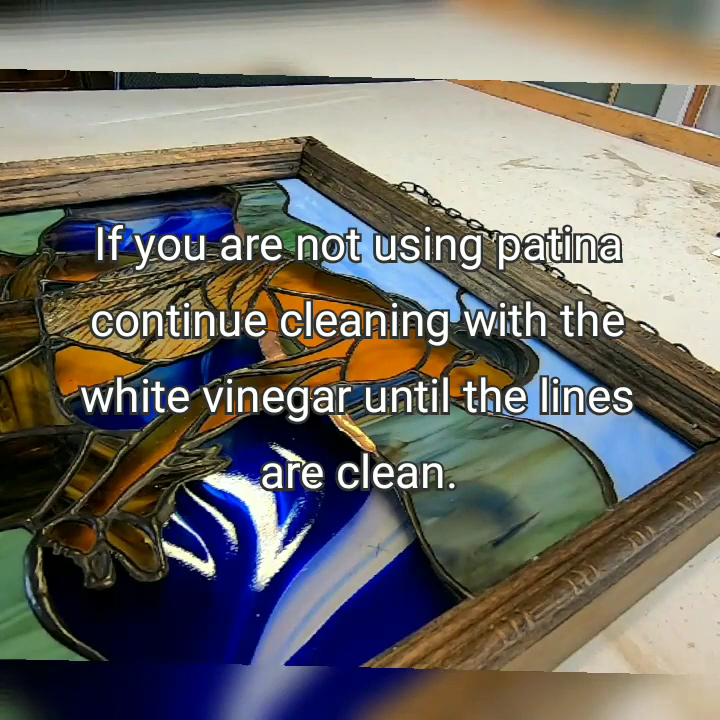 If you are not using patina
continue cleaning with the
white vinegar until the lines
are clean.